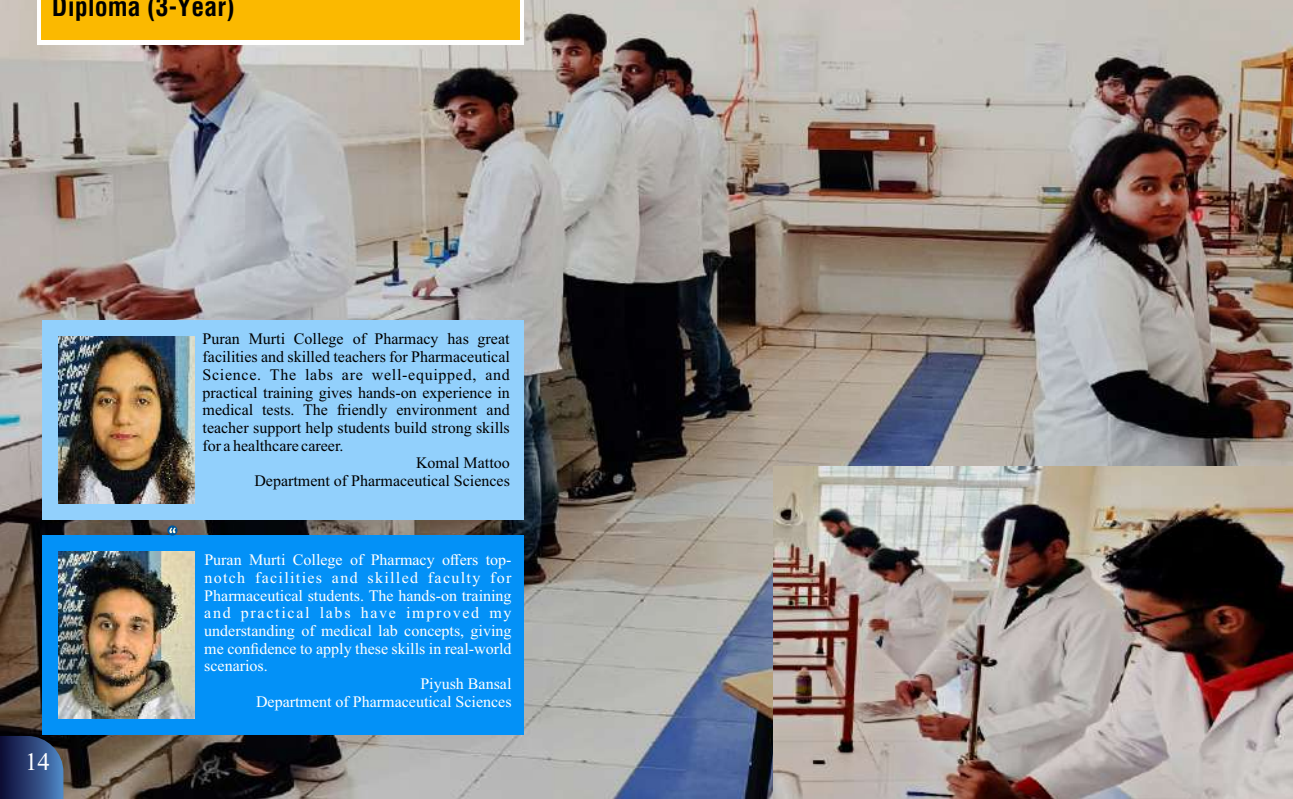 Diploma (3-Year)
Puran Murti College of Pharmacy has great
facilities and skilled teachers for Pharmaceutical
Science. The labs are well-equipped, and
practical training gives hands-on experience in
medical tests. The friendly environment and
teacher support help students build strong skills
for a healthcare career.
Komal Mattoo
Department of Pharmaceutical Sciences
“
Puran Murti College of Pharmacy offers top-
notch facilities and skilled faculty for
Pharmaceutical students. The hands-on training
and practical labs have improved my
understanding of medical lab concepts, giving
me confidence to apply these skills in real-world
scenarios.
Piyush Bansal
Department of Pharmaceutical Sciences
14